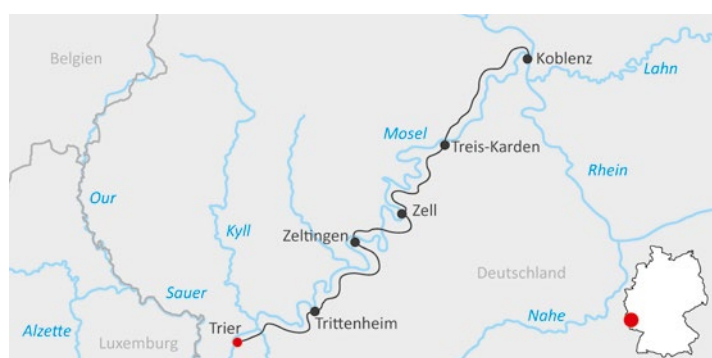 Belgien
Koblenz
Lahn
Mosel
Treis-Karden
Rhein
Our
Kyll
Zell
Zeltingen
Deutschland
Sauer
Trier
Trittenheim
Nahe
Alzette
Luxemburg